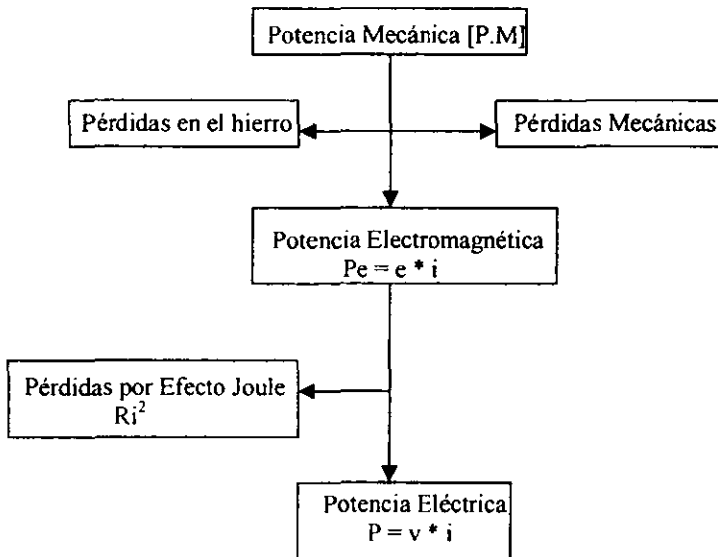 Potencia Mecánica [P.M]
Pérdidas en el hierro
Pérdidas Mecánicas
Potencia Electromagnética
Pe = e * i
Pérdidas por Efecto Joule
Ri²
Potencia Eléctrica
P = v * i